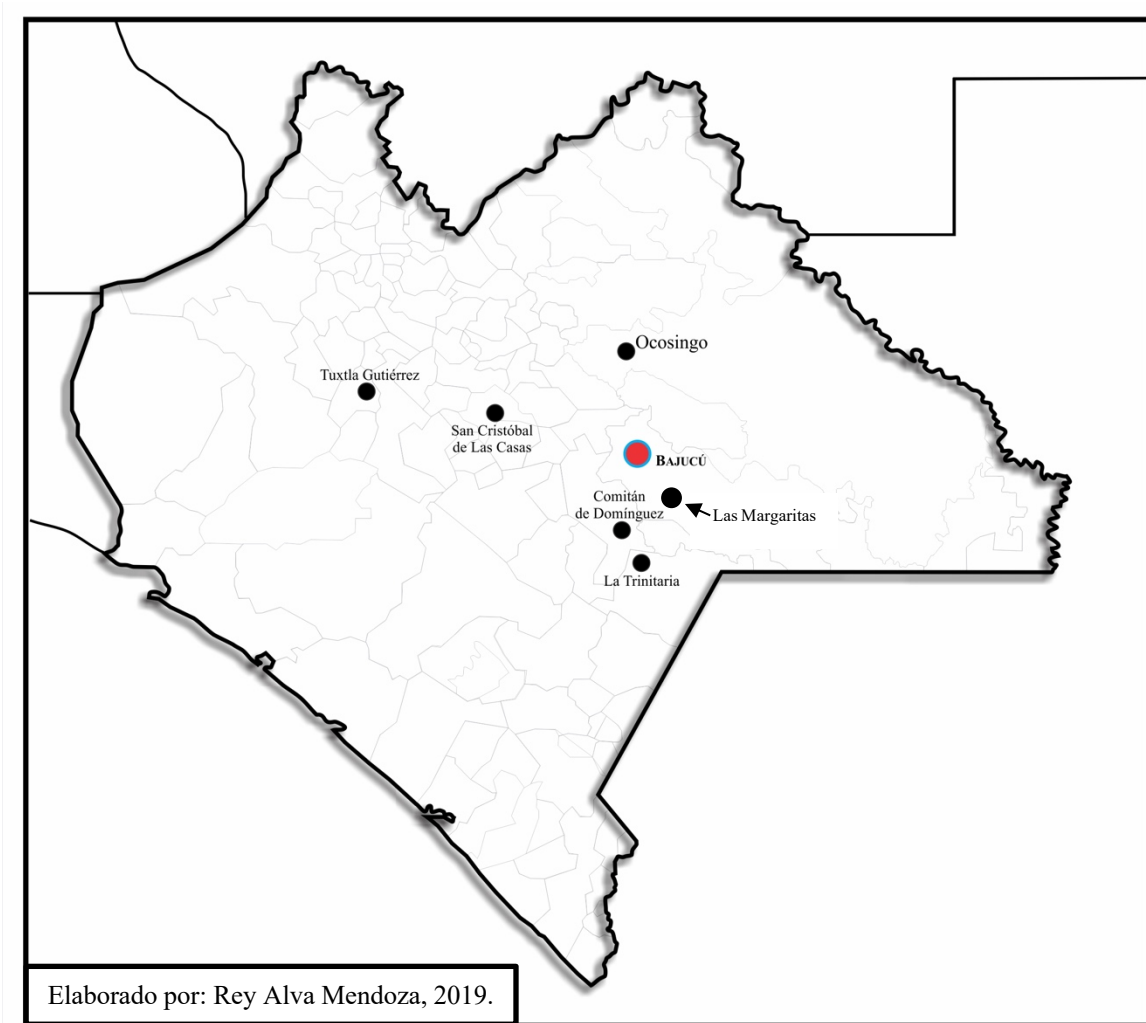 Ocosingo
Tuxtla Gutiérrez
San Cristóbal
de Las Casas
BAJUCÚ
Comitán
de Domínguez
Las Margaritas
La Trinitaria
Elaborado por: Rey Alva Mendoza, 2019.